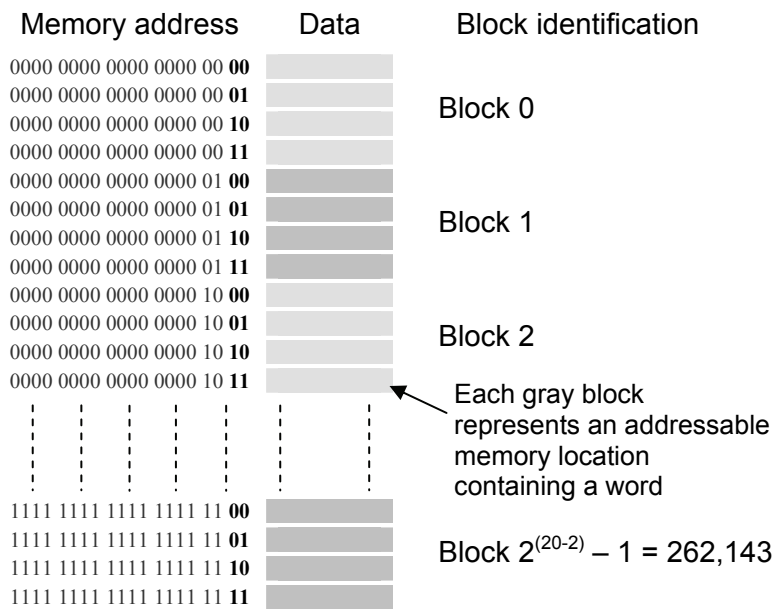 Memory address Data Block identification
0000 0000 0000 0000 00 00
0000 0000 0000 0000 00 01
0000 0000 0000 0000 00 10
0000 0000 0000 0000 00 11
Block 0
0000 0000 0000 0000 01 00
0000 0000 0000 0000 01 01
0000 0000 0000 0000 01 10
0000 0000 0000 0000 01 11
Block 1
0000 0000 0000 0000 10 00
0000 0000 0000 0000 10 01
0000 0000 0000 0000 10 10
0000 0000 0000 0000 10 11
Block 2
Each gray block
represents an addressable
memory location
containing a word
1111 1111 1111 1111 11 00
1111 1111 1111 1111 11 01
1111 1111 1111 1111 11 10
1111 1111 1111 1111 11 11
Block 2^(20-2) – 1 = 262,143